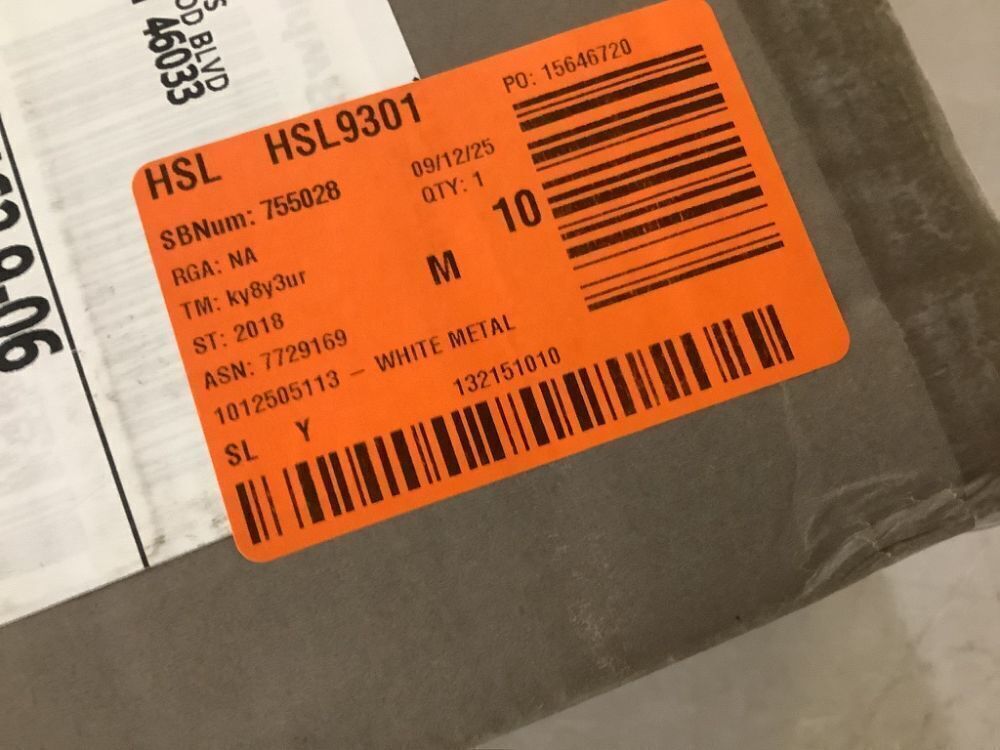 OD BLVD
46033
9-06
HSL HSL9301
PO: 15646720
SBNum: 755028 09/12/25
RGA: NA QTY: 1
TM: ky8y3ur M 10
ST: 2018
ASN: 7729169
1012505113 – WHITE METAL
SL Y 132151010